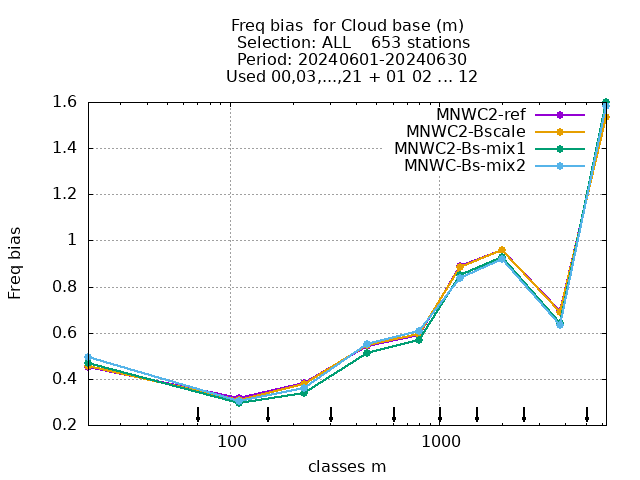 Freq bias  for Cloud base (m)
Selection: ALL    653 stations
Period: 20240601-20240630
Used 00,03,...,21 + 01 02 ... 12
MNWC2-ref
MNWC2-Bscale
MNWC2-Bs-mix1
MNWC-Bs-mix2
1.6
1.4
1.2
1
0.8
0.6
0.4
0.2
Freq bias
100
1000
classes m